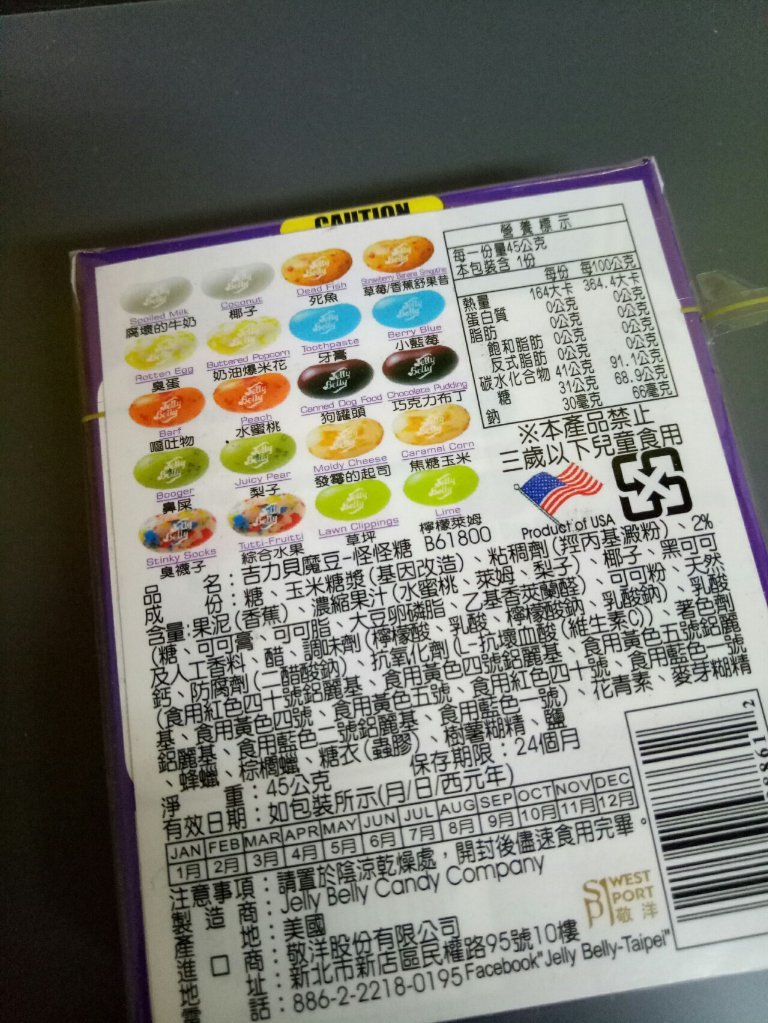 CAUTION
Spoiled Milk
腐壞的牛奶
Coconut
椰子
Dead Fish
死魚
Strawberry Banana Smoothie
草莓/香蕉舒果昔
Rotten Egg
臭蛋
Buttered Popcorn
奶油爆米花
Toothpaste
牙膏
Berry Blue
小藍莓
Barf
嘔吐物
Peach
水蜜桃
Canned Dog Food
狗罐頭
Chocolate Pudding
巧克力布丁
Booger
鼻屎
Juicy Pear
梨子
Moldy Cheese
發霉的起司
Caramel Corn
焦糖玉米
Stinky Socks
臭襪子
Tutti-Fruitti
綜合水果
Lawn Clippings
草坪
Lime
檸檬萊姆
營養標示
每一份量45公克
本包裝含 1份
每份 每100公克
熱量 164大卡 364.4大卡
蛋白質 0公克 0公克
脂肪 0公克 0公克
飽和脂肪 0公克 0公克
反式脂肪 0公克 0公克
碳水化合物 41公克 91.1公克
糖 31公克 68.9公克
鈉 30毫克 66毫克
※本產品禁止
三歲以下兒童食用
Product of USA
品 名：吉力貝魔豆-怪怪糖 B61800
成 份：糖、玉米糖漿(基因改造)、粘稠劑(羥丙基澱粉)、2%
含量:果泥(香蕉)、濃縮果汁(水蜜桃、萊姆、梨子)、椰子、黑可可
(糖、可可膏、可可脂、大豆卵磷脂、乙基香萊蘭醛)、可可粉、天然
及人工香料、醋、調味劑(檸檬酸、乳酸、檸檬酸鈉、乳酸鈉)、乳酸
鈣、防腐劑(二醋酸鈉)、抗氧化劑(L-抗壞血酸(維生素C))、著色劑
(食用紅色四十號鋁麗基、食用黃色四號鋁麗基、食用黃色五號鋁麗
基、食用黃色四號、食用黃色五號、食用紅色四十號、食用藍色一號
鋁麗基、食用藍色二號鋁麗基、食用藍色一號)、花青素、麥芽糊精
、蜂蠟、棕櫚蠟、糖衣(蟲膠)、樹薯糊精、鹽
淨 重：45公克 保存期限：24個月
有效日期：如包裝所示(月/日/西元年)
JAN FEB MAR APR MAY JUN JUL AUG SEP OCT NOV DEC
1月 2月 3月 4月 5月 6月 7月 8月 9月 10月 11月 12月
注意事項：請置於陰涼乾燥處，開封後儘速食用完畢。
製 造 商：Jelly Belly Candy Company
產 地：美國
進 口 商：敬洋股份有限公司
地 ：新北市新店區民權路95號10樓
電 話：886-2-2218-0195 Facebook"Jelly Belly-Taipei"
WEST
PORT
敬洋